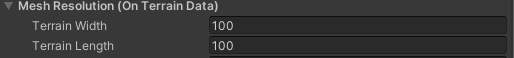 Mesh Resolution (On Terrain Data)
Terrain Width 100
Terrain Length 100